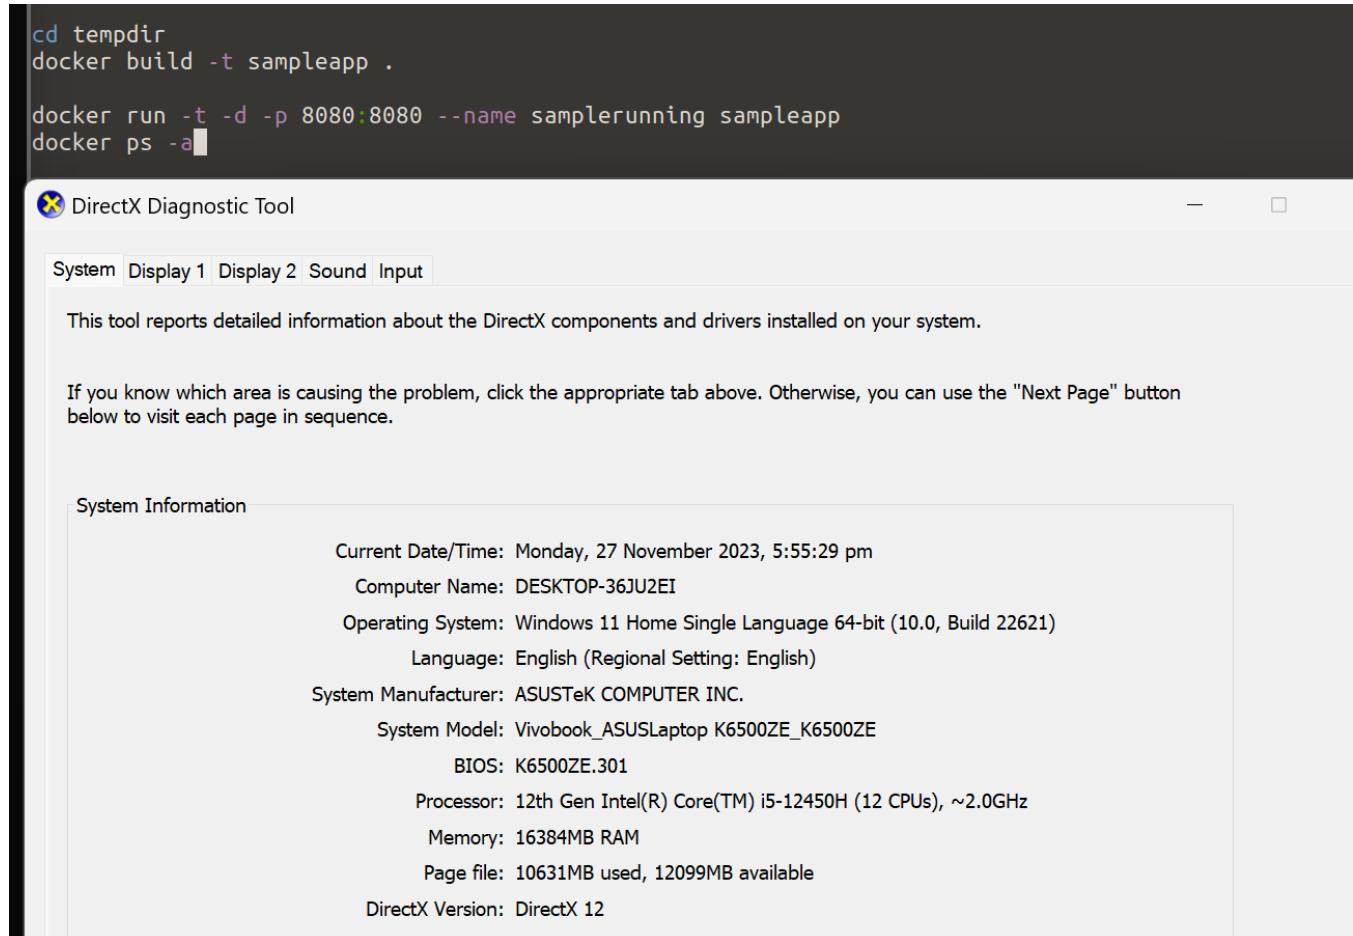 cd tempdir
docker build -t sampleapp .
docker run -t -d -p 8080:8080 --name samplerunning sampleapp
docker ps -a
DirectX Diagnostic Tool
System Display 1 Display 2 Sound Input
This tool reports detailed information about the DirectX components and drivers installed on your system.
If you know which area is causing the problem, click the appropriate tab above. Otherwise, you can use the "Next Page" button
below to visit each page in sequence.
System Information
Current Date/Time: Monday, 27 November 2023, 5:55:29 pm
Computer Name: DESKTOP-36JU2EI
Operating System: Windows 11 Home Single Language 64-bit (10.0, Build 22621)
Language: English (Regional Setting: English)
System Manufacturer: ASUSTeK COMPUTER INC.
System Model: Vivobook_ASUSLaptop K6500ZE_K6500ZE
BIOS: K6500ZE.301
Processor: 12th Gen Intel(R) Core(TM) i5-12450H (12 CPUs), ~2.0GHz
Memory: 16384MB RAM
Page file: 10631MB used, 12099MB available
DirectX Version: DirectX 12